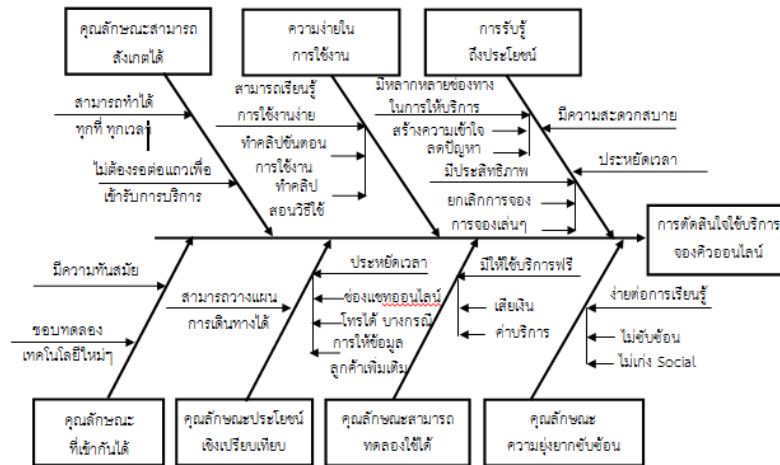 คุณลักษณะสามารถ
สังเกตได้
ความง่ายใน
การใช้งาน
การรับรู้
ถึงประโยชน์
สามารถทำได้
ทุกที่ ทุกเวลา
ไม่ต้องรอต่อแถวเพื่อ
เข้ารับการบริการ
สามารถเรียนรู้
การใช้งานง่าย
ทำคลิปขั้นตอน
การใช้งาน
ทำคลิป
สอนวิธีใช้
มีหลากหลายช่องทาง
ในการให้บริการ
สร้างความเข้าใจ
ลดปัญหา
มีประสิทธิภาพ
ยกเลิกการจอง
การจองเล่นๆ
มีความสะดวกสบาย
ประหยัดเวลา
การตัดสินใจใช้บริการ
จองคิวออนไลน์
มีความทันสมัย
ชอบทดลอง
เทคโนโลยีใหม่ๆ
สามารถวางแผน
การเดินทางได้
ประหยัดเวลา
ช่องแชทออนไลน์
โทรได้ บางกรณี
การให้ข้อมูล
ลูกค้าเพิ่มเติม
มีให้ใช้บริการฟรี
เสียเงิน
ค่าบริการ
ง่ายต่อการเรียนรู้
ไม่ซับซ้อน
ไม่เก่ง Social
คุณลักษณะ
ที่เข้ากันได้
คุณลักษณะประโยชน์
เชิงเปรียบเทียบ
คุณลักษณะสามารถ
ทดลองใช้ได้
คุณลักษณะ
ความยุ่งยากซับซ้อน